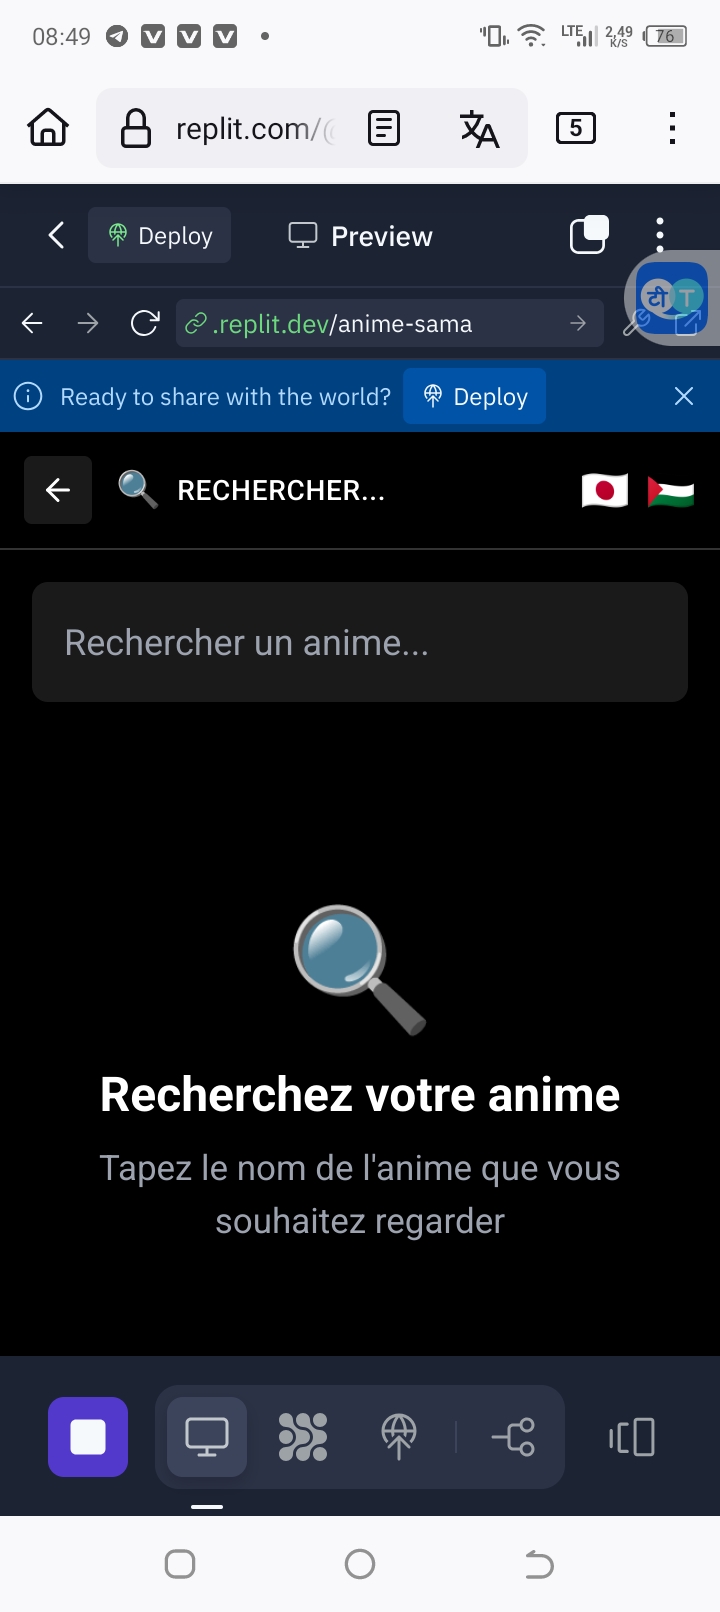 08:49
LTE 2,49 K/S 76
replit.com/
5
Deploy Preview
टी T
.replit.dev/anime-sama
Ready to share with the world? Deploy
RECHERCHER...
Rechercher un anime...
Recherchez votre anime
Tapez le nom de l'anime que vous
souhaitez regarder